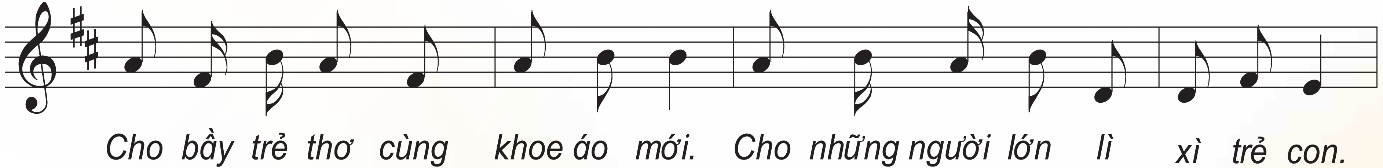 Cho bầy trẻ thơ cùng khoe áo mới. Cho những người lớn lì xì trẻ con.